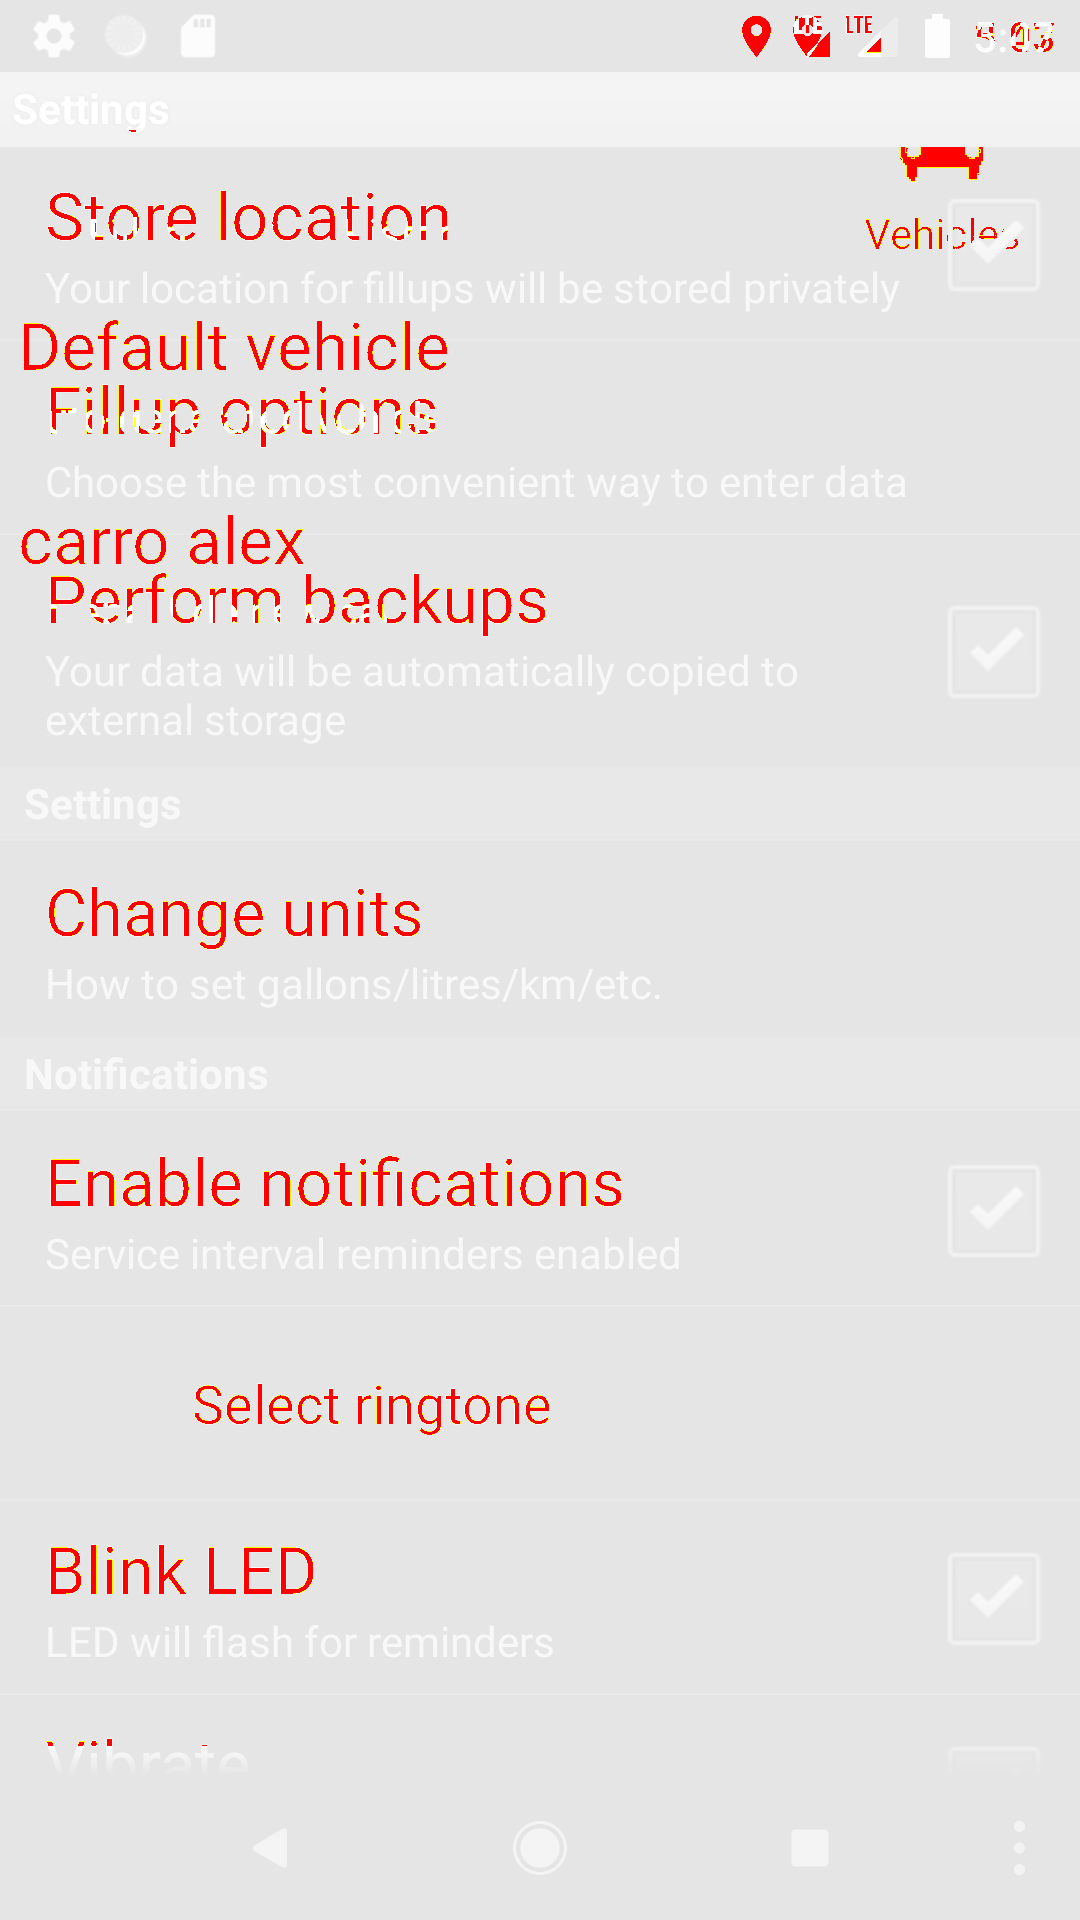 LTE LTE
Settings
Store location
Vehicles
Your location for fillups will be stored privately
Default vehicle
Fillup options
Choose the most convenient way to enter data
carro alex
Perform backups
Your data will be automatically copied to
external storage
Settings
Change units
How to set gallons/litres/km/etc.
Notifications
Enable notifications
Service interval reminders enabled
Select ringtone
Blink LED
LED will flash for reminders
Vibrate